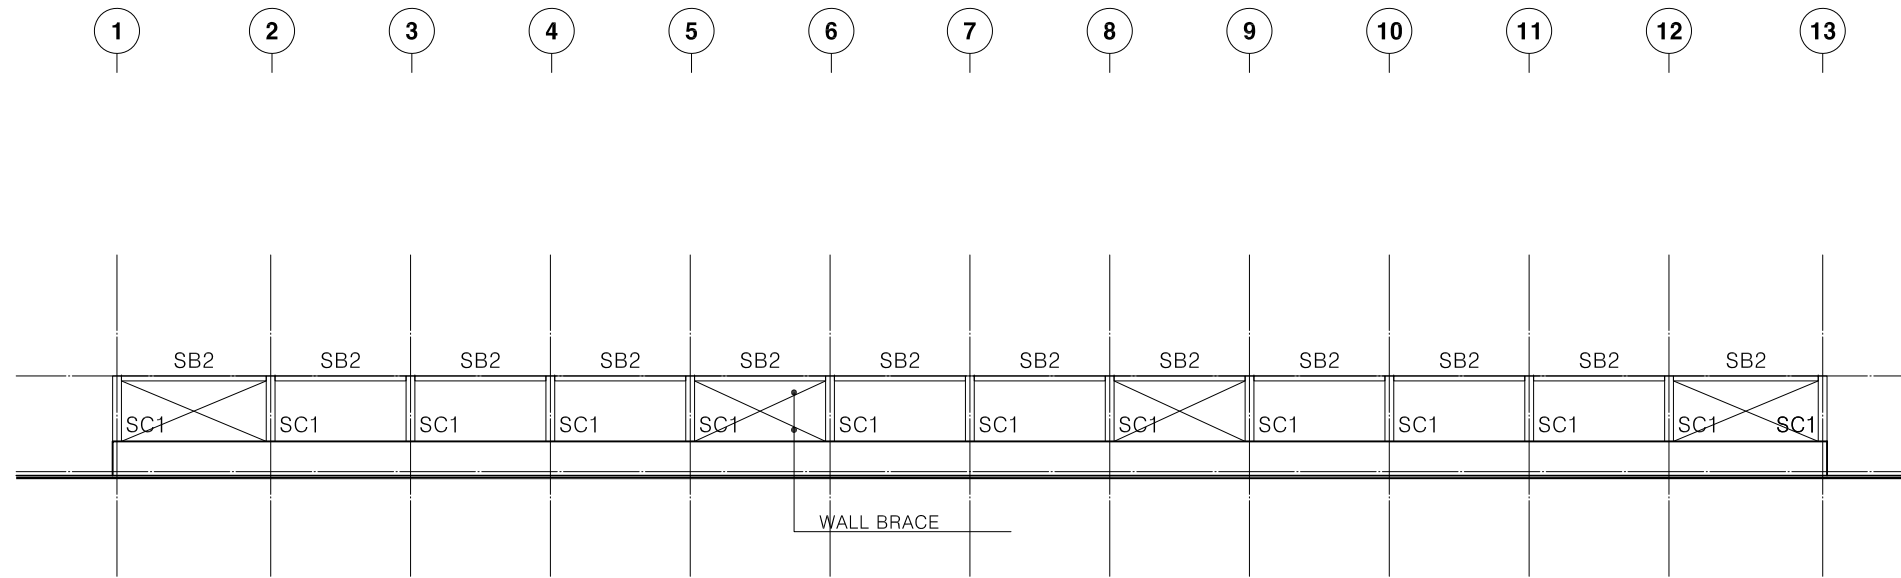 1 2 3 4 5 6 7 8 9 10 11 12 13
SB2 SB2 SB2 SB2 SB2 SB2 SB2 SB2 SB2 SB2 SB2 SB2
SC1 SC1 SC1 SC1 SC1 SC1 SC1 SC1 SC1 SC1 SC1 SC1 SC1
WALL BRACE